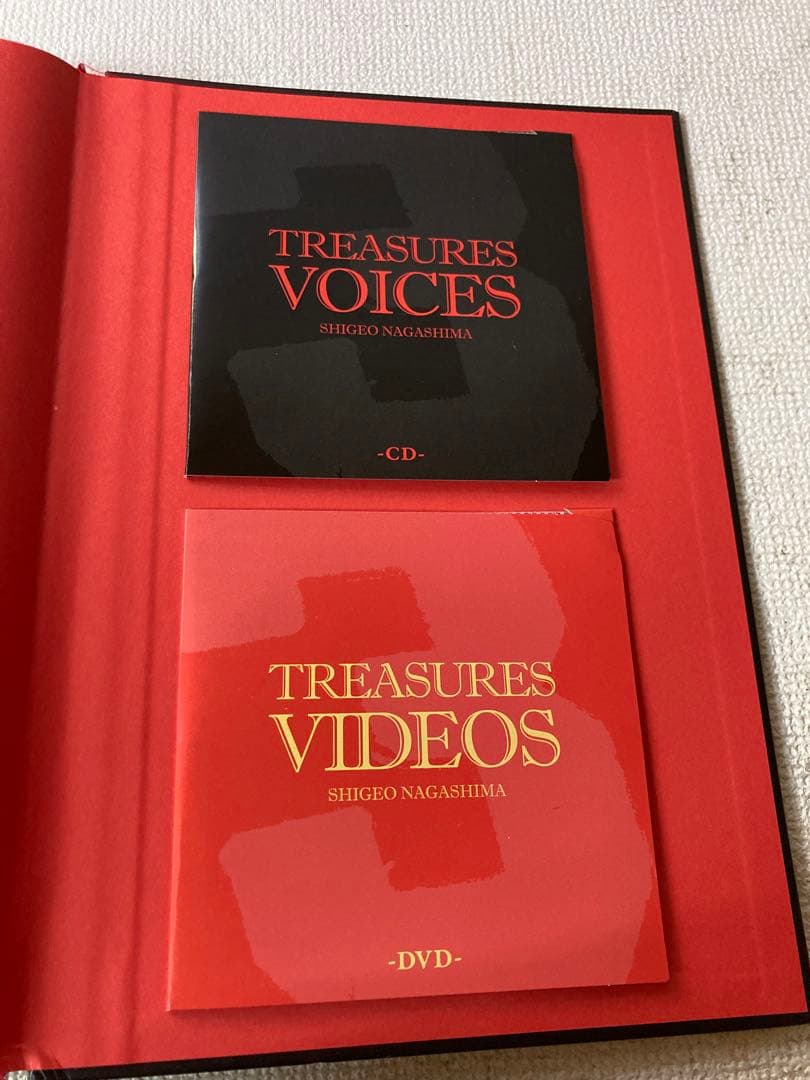 TREASURES
VOICES
SHIGEO NAGASHIMA
-CD-
TREASURES
VIDEOS
SHIGEO NAGASHIMA
-DVD-